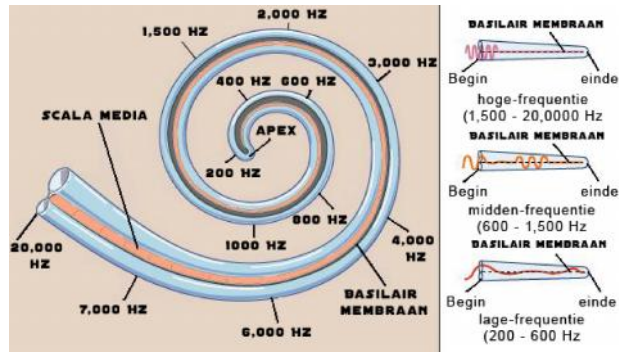 2,000 HZ
1,500 HZ
3,000 HZ
400 HZ
600 HZ
SCALA MEDIA
APEX
200 HZ
800 HZ
1000 HZ
4,000
HZ
20,000
HZ
7,000 HZ
BASILAIR
MEMBRAAN
6,000 HZ
BASILAIR MEMBRAAN
Begin
einde
hoge-frequentie
(1,500 - 20,0000 Hz
BASILAIR MEMBRAAN
Begin
einde
midden-frequentie
(600 - 1,500 Hz
BASILAIR MEMBRAAN
Begin
einde
lage-frequentie
(200 - 600 Hz